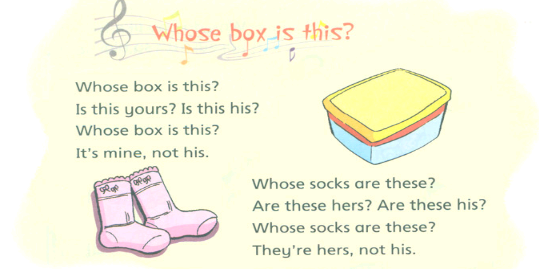 Whose box is this?
Whose box is this?
Is this yours? Is this his?
Whose box is this?
It's mine, not his.
Whose socks are these?
Are these hers? Are these his?
Whose socks are these?
They're hers, not his.